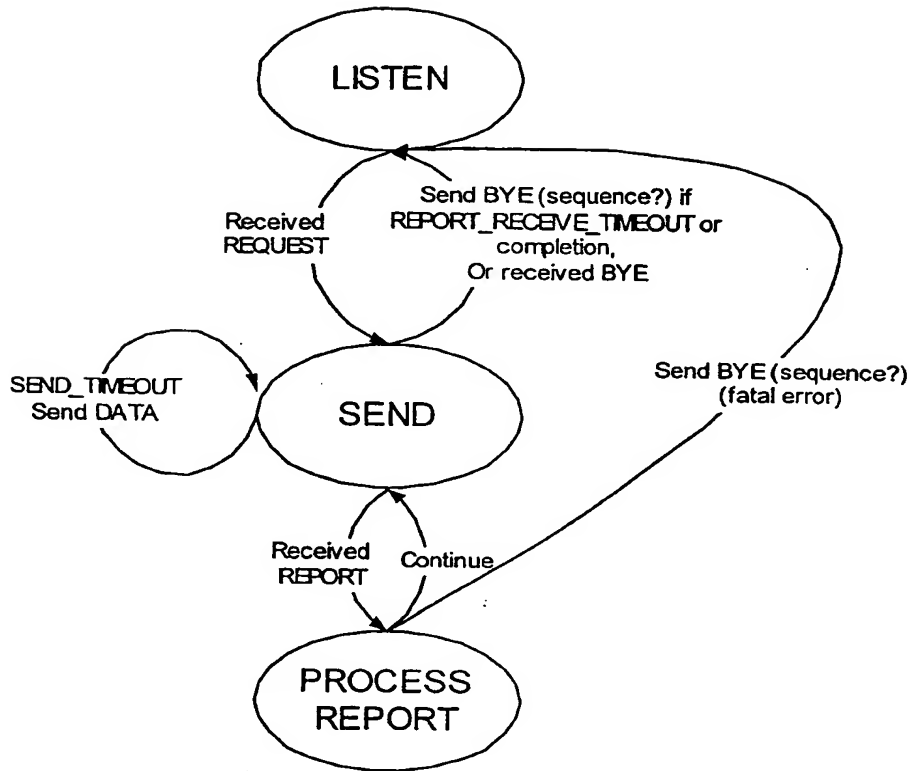 LISTEN
Received
REQUEST
Send BYE (sequence?) if
REPORT_RECEIVE_TIMEOUT or
completion,
Or received BYE
SEND_TIMEOUT
Send DATA
SEND
Send BYE (sequence?)
(fatal error)
Received
REPORT
Continue
PROCESS
REPORT